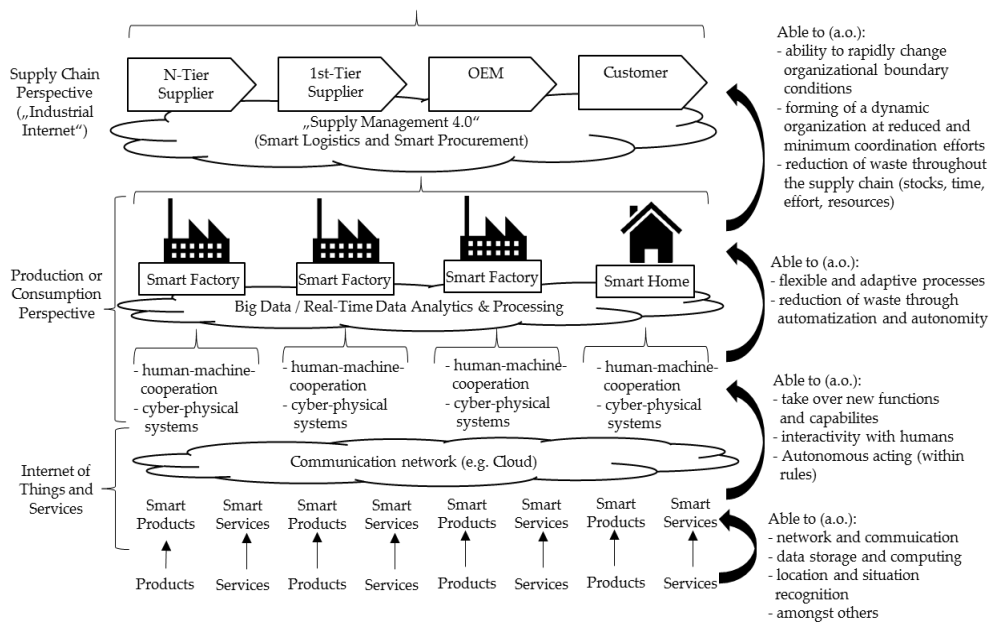 Supply Chain
Perspective
(„Industrial
Internet“)
N-Tier
Supplier
1st-Tier
Supplier
OEM
Customer
„Supply Management 4.0“
(Smart Logistics and Smart Procurement)
Able to (a.o.):
- ability to rapidly change
organizational boundary
conditions
- forming of a dynamic
organization at reduced and
minimum coordination efforts
- reduction of waste throughout
the supply chain (stocks, time,
effort, resources)
Production or
Consumption
Perspective
Smart Factory
Smart Factory
Smart Factory
Smart Home
Big Data / Real-Time Data Analytics & Processing
Able to (a.o.):
- flexible and adaptive processes
- reduction of waste through
automatization and autonomity
- human-machine-
cooperation
- cyber-physical
systems
- human-machine-
cooperation
- cyber-physical
systems
- human-machine-
cooperation
- cyber-physical
systems
- human-machine-
cooperation
- cyber-physical
systems
Able to (a.o.):
- take over new functions
and capabilites
- interactivity with humans
- Autonomous acting (within
rules)
Internet of
Things and
Services
Communication network (e.g. Cloud)
Smart
Products
Smart
Services
Smart
Products
Smart
Services
Smart
Products
Smart
Services
Smart
Products
Smart
Services
Products
Services
Products
Services
Products
Services
Products
Services
Able to (a.o.):
- network and commuication
- data storage and computing
- location and situation
recognition
- amongst others